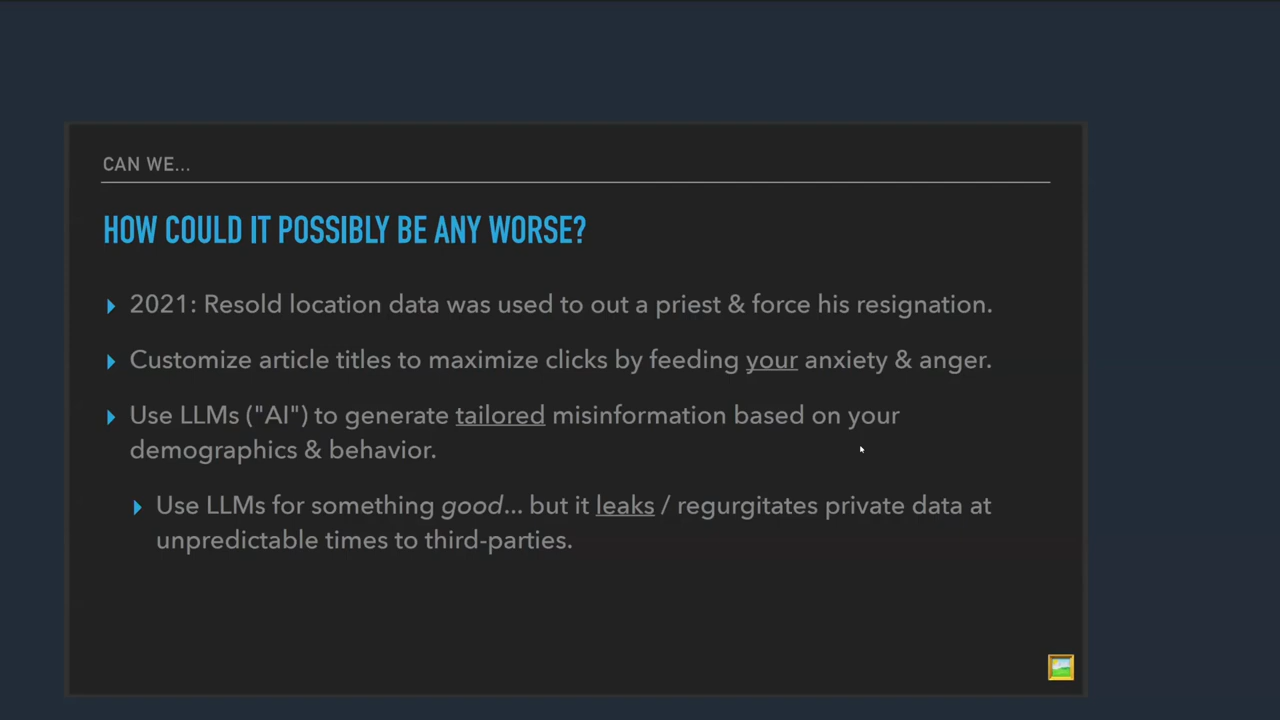 CAN WE...
HOW COULD IT POSSIBLY BE ANY WORSE?
2021: Resold location data was used to out a priest & force his resignation.
Customize article titles to maximize clicks by feeding your anxiety & anger.
Use LLMs ("AI") to generate tailored misinformation based on your
demographics & behavior.
Use LLMs for something good... but it leaks / regurgitates private data at
unpredictable times to third-parties.